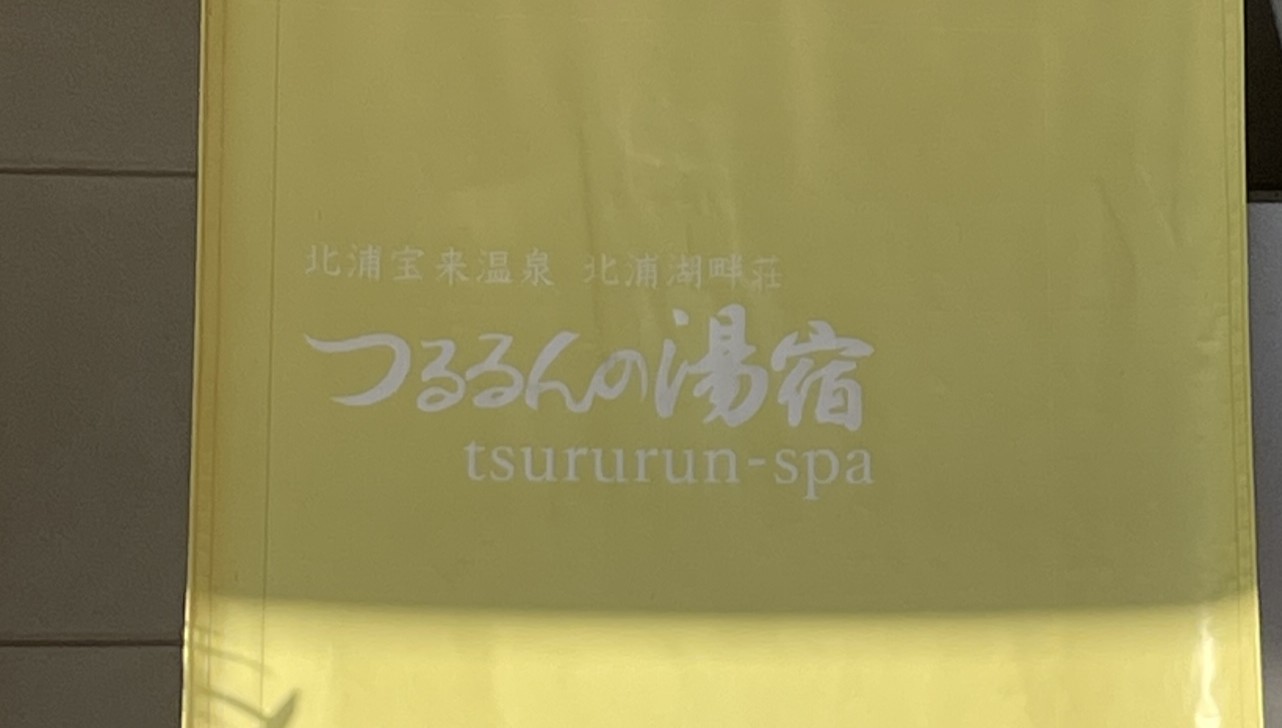 北浦宝来温泉 北浦湖畔荘
つるるんの湯宿
tsururun-spa